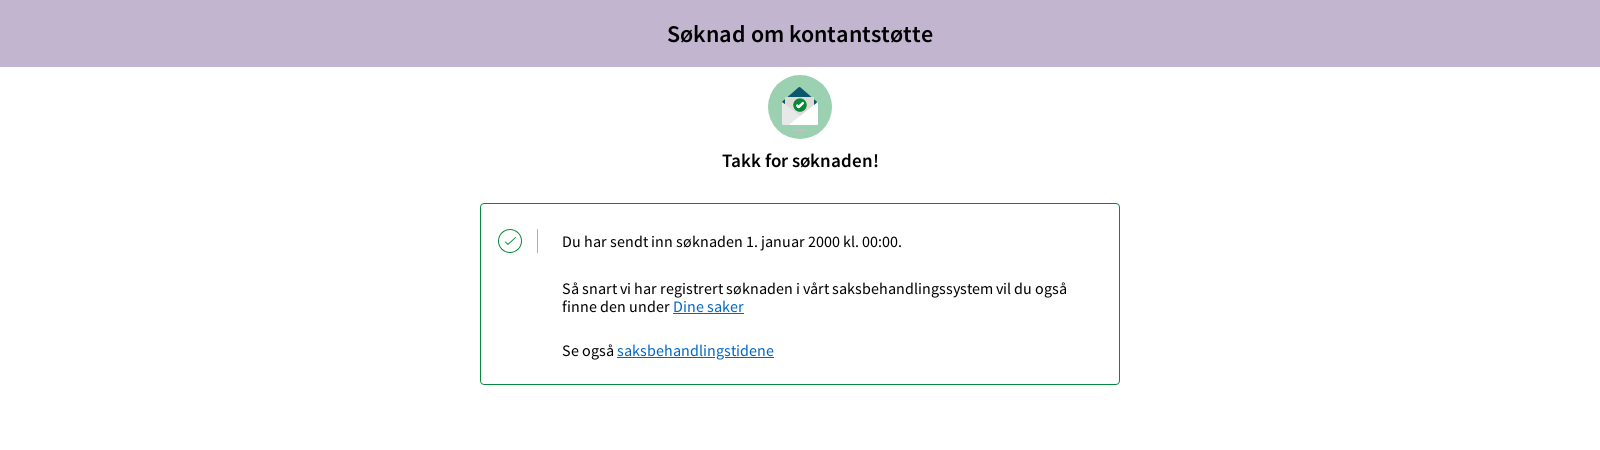 Søknad om kontantstøtte
Takk for søknaden!
Du har sendt inn søknaden 1. januar 2000 kl. 00:00.
Så snart vi har registrert søknaden i vårt saksbehandlingssystem vil du også
finne den under Dine saker
Se også saksbehandlingstidene